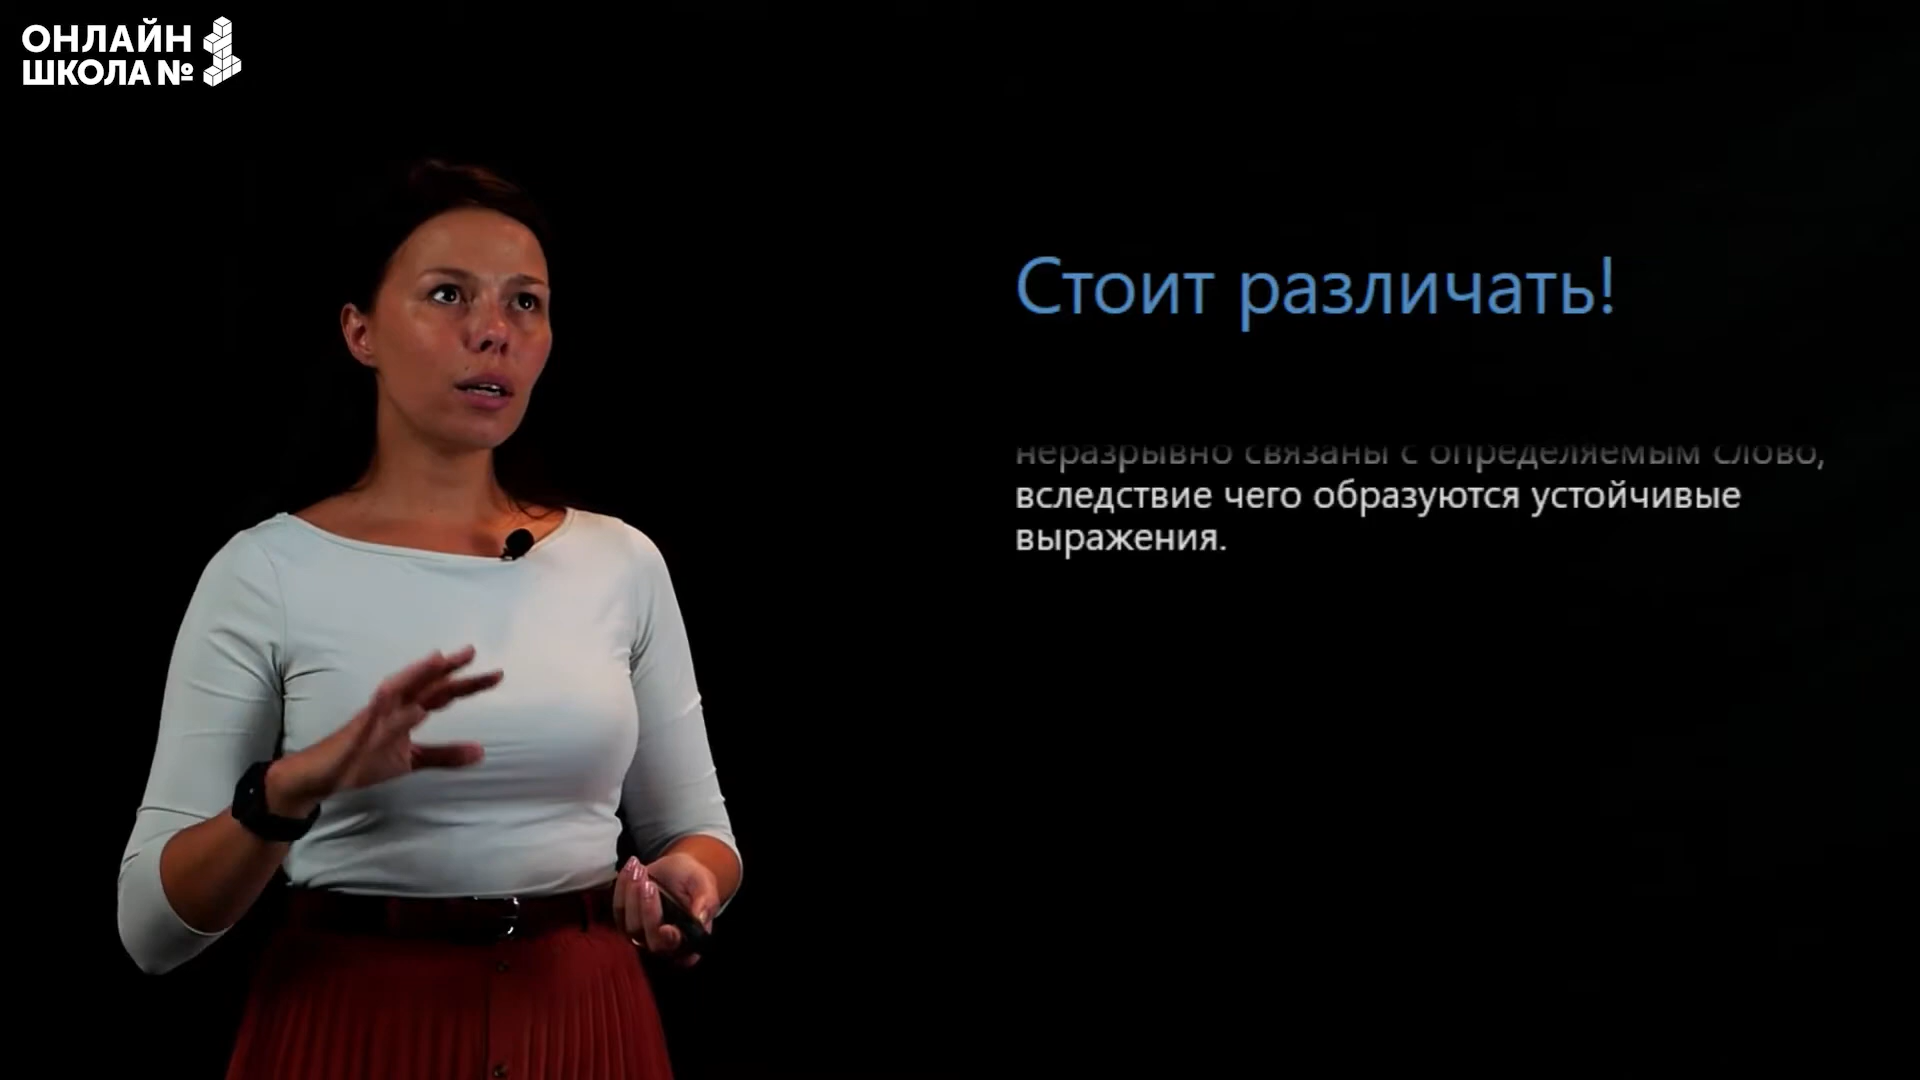 ОНЛАЙН
ШКОЛА №
Стоит различать!
неразрывно связаны с определяемым слово,
вследствие чего образуются устойчивые
выражения.